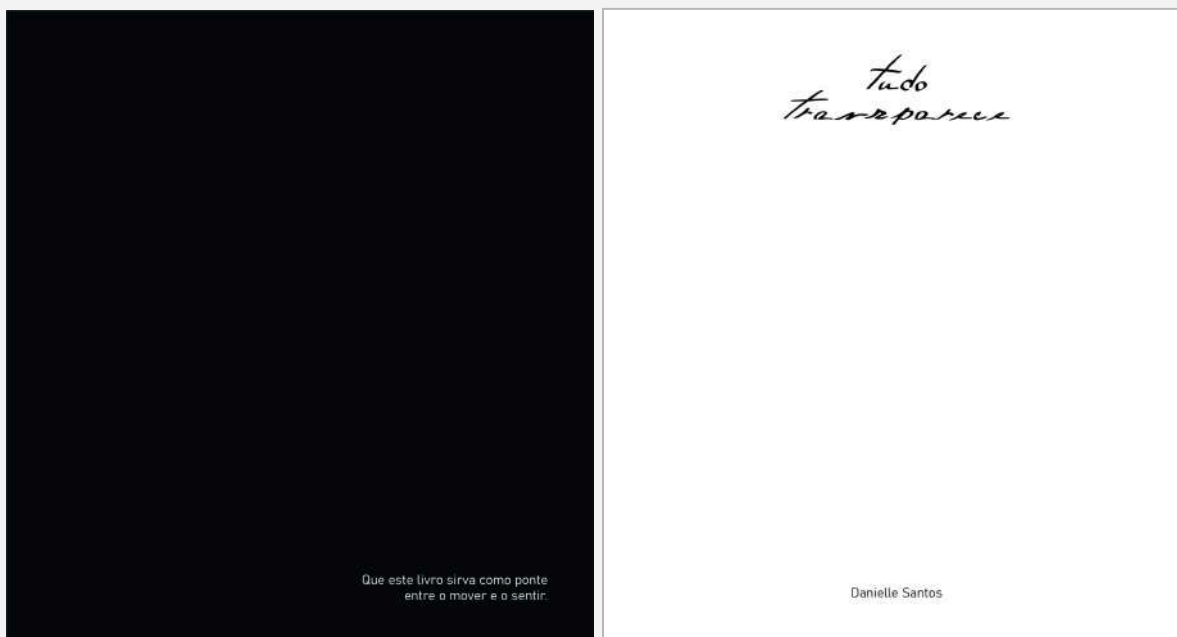 Que este livro sirva como ponte
entre o mover e o sentir.
tudo
transparece
Danielle Santos